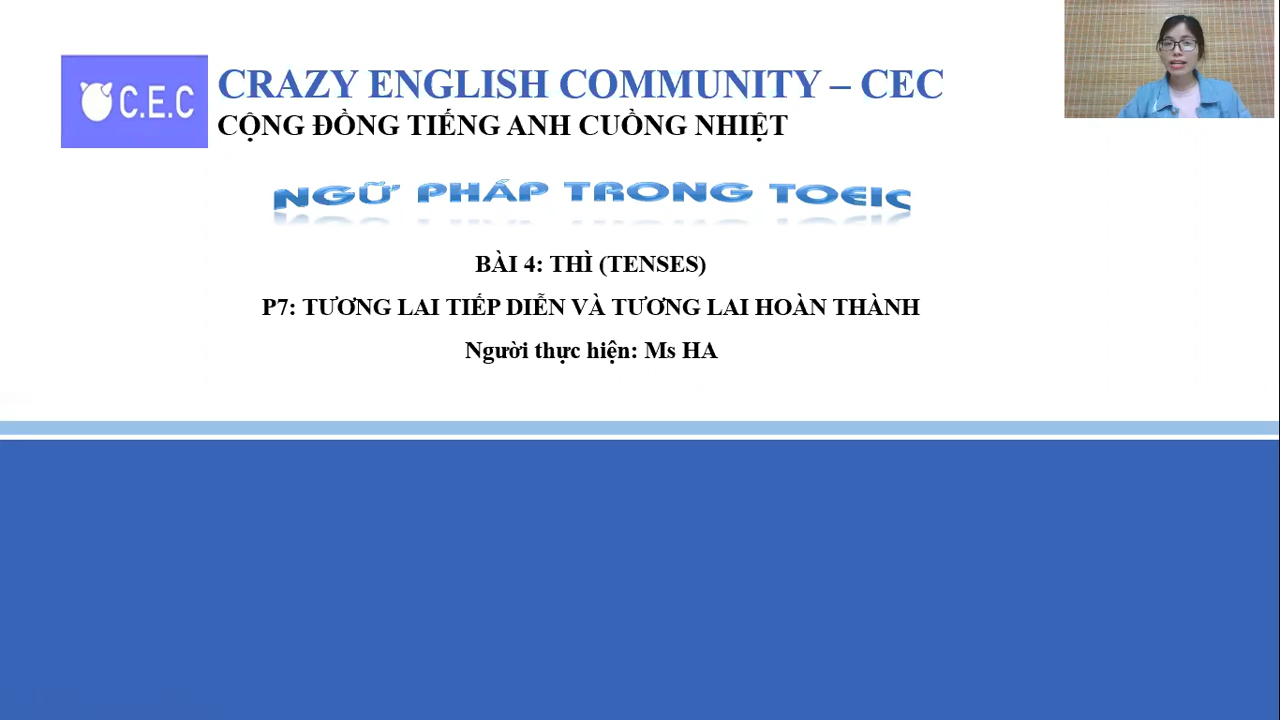 C.E.C
CRAZY ENGLISH COMMUNITY – CEC
CỘNG ĐỒNG TIẾNG ANH CUỒNG NHIỆT
NGỮ PHÁP TRONG TOEIC
BÀI 4: THÌ (TENSES)
P7: TƯƠNG LAI TIẾP DIỄN VÀ TƯƠNG LAI HOÀN THÀNH
Người thực hiện: Ms HA